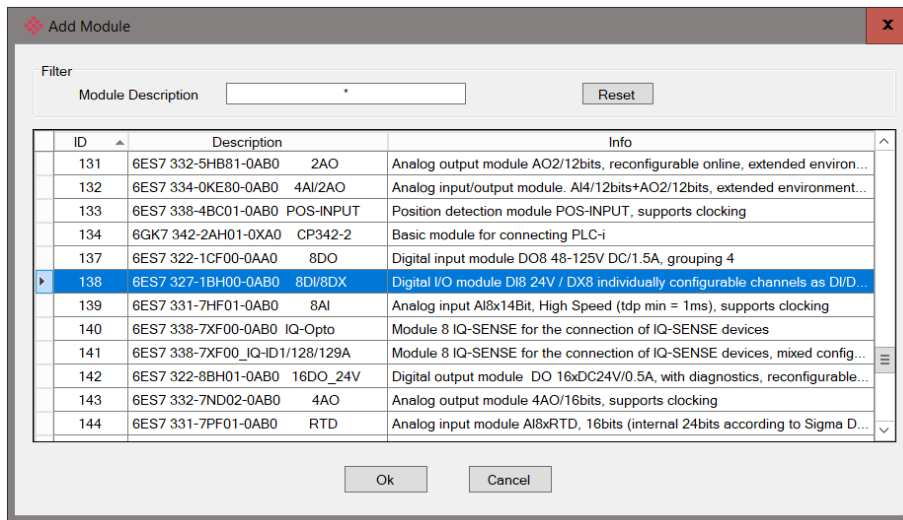 Add Module
x
Filter
Module Description * Reset
ID Description Info
131 6ES7 332-5HB81-0AB0 2AO Analog output module AO2/12bits, reconfigurable online, extended environ...
132 6ES7 334-0KE80-0AB0 4AI/2AO Analog input/output module. AI4/12bits+AO2/12bits, extended environment...
133 6ES7 338-4BC01-0AB0 POS-INPUT Position detection module POS-INPUT, supports clocking
134 6GK7 342-2AH01-0XA0 CP342-2 Basic module for connecting PLC-i
137 6ES7 322-1CF00-0AA0 8DO Digital input module DO8 48-125V DC/1.5A, grouping 4
138 6ES7 327-1BH00-0AB0 8DI/8DX Digital I/O module DI8 24V / DX8 individually configurable channels as DI/D...
139 6ES7 331-7HF01-0AB0 8AI Analog input AI8x14Bit, High Speed (tdp min = 1ms), supports clocking
140 6ES7 338-7XF00-0AB0 IQ-Opto Module 8 IQ-SENSE for the connection of IQ-SENSE devices
141 6ES7 338-7XF00_IQ-ID1/128/129A Module 8 IQ-SENSE for the connection of IQ-SENSE devices, mixed config...
142 6ES7 322-8BH01-0AB0 16DO_24V Digital output module DO 16xDC24V/0.5A, with diagnostics, reconfigurable...
143 6ES7 332-7ND02-0AB0 4AO Analog output module 4AO/16bits, supports clocking
144 6ES7 331-7PF01-0AB0 RTD Analog input module AI8xRTD, 16bits (internal 24bits according to Sigma D...
Ok Cancel